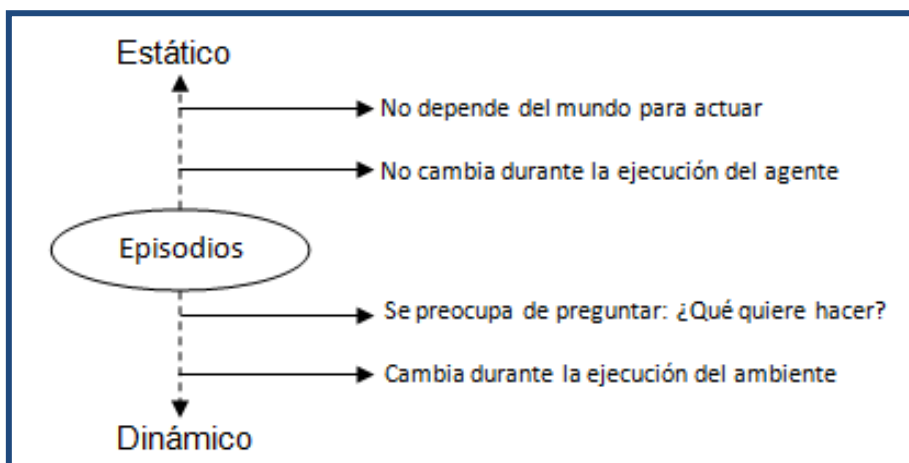 Estático
No depende del mundo para actuar
No cambia durante la ejecución del agente
Episodios
Se preocupa de preguntar: ¿Qué quiere hacer?
Cambia durante la ejecución del ambiente
Dinámico